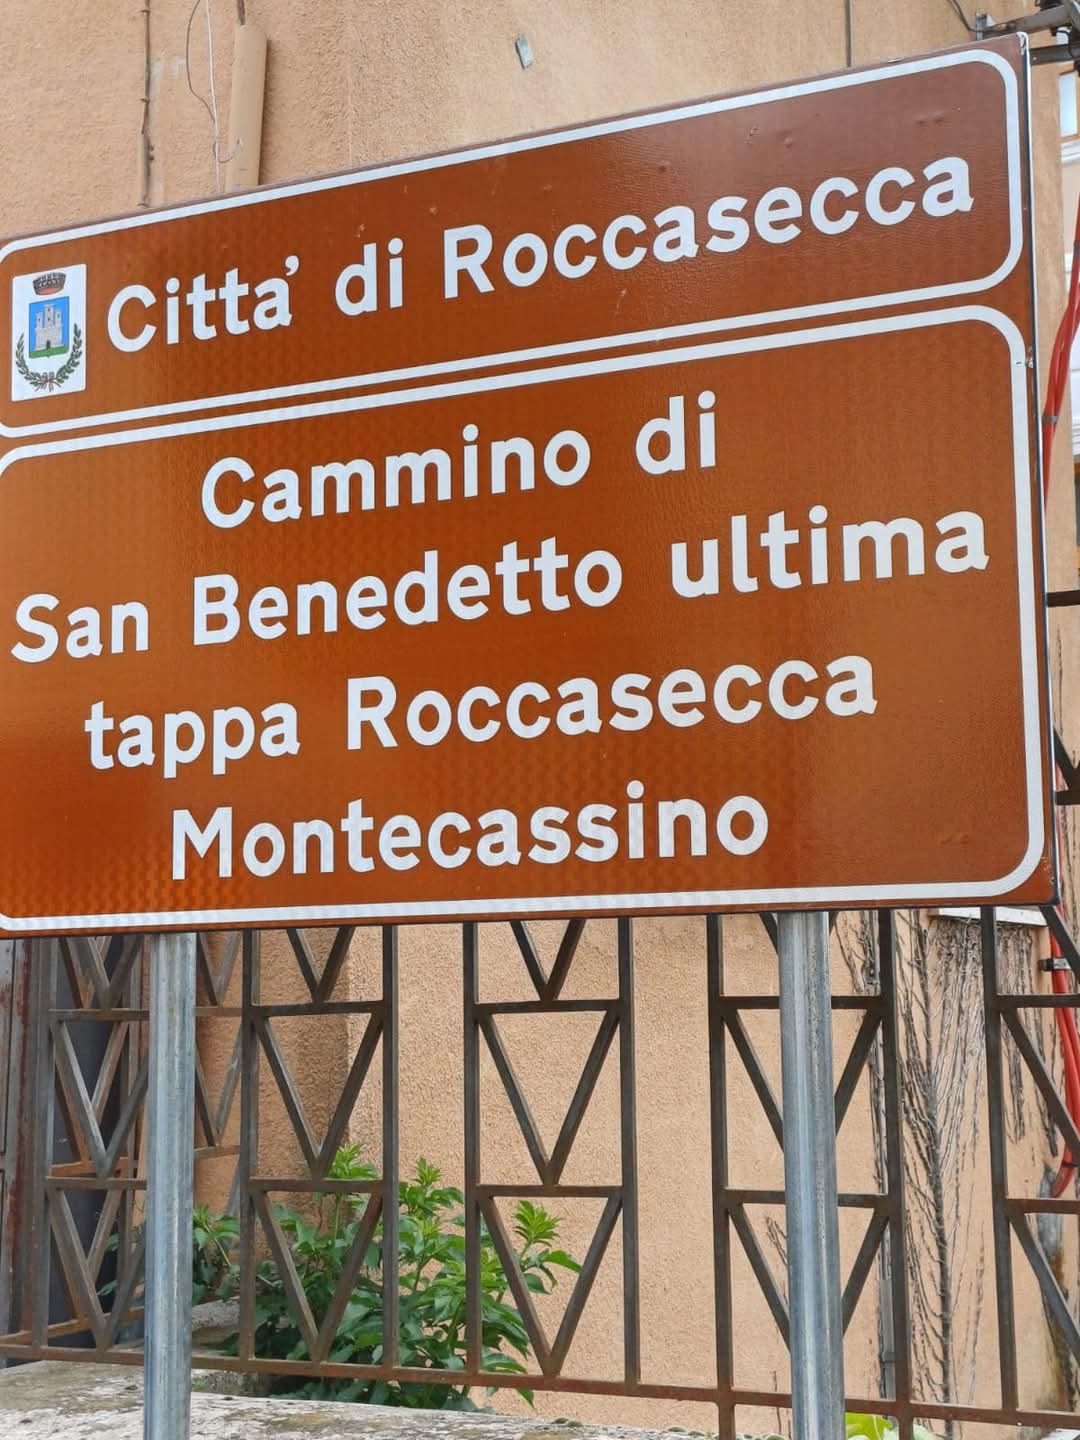 Citta' di Roccasecca
Cammino di
San Benedetto ultima
tappa Roccasecca
Montecassino